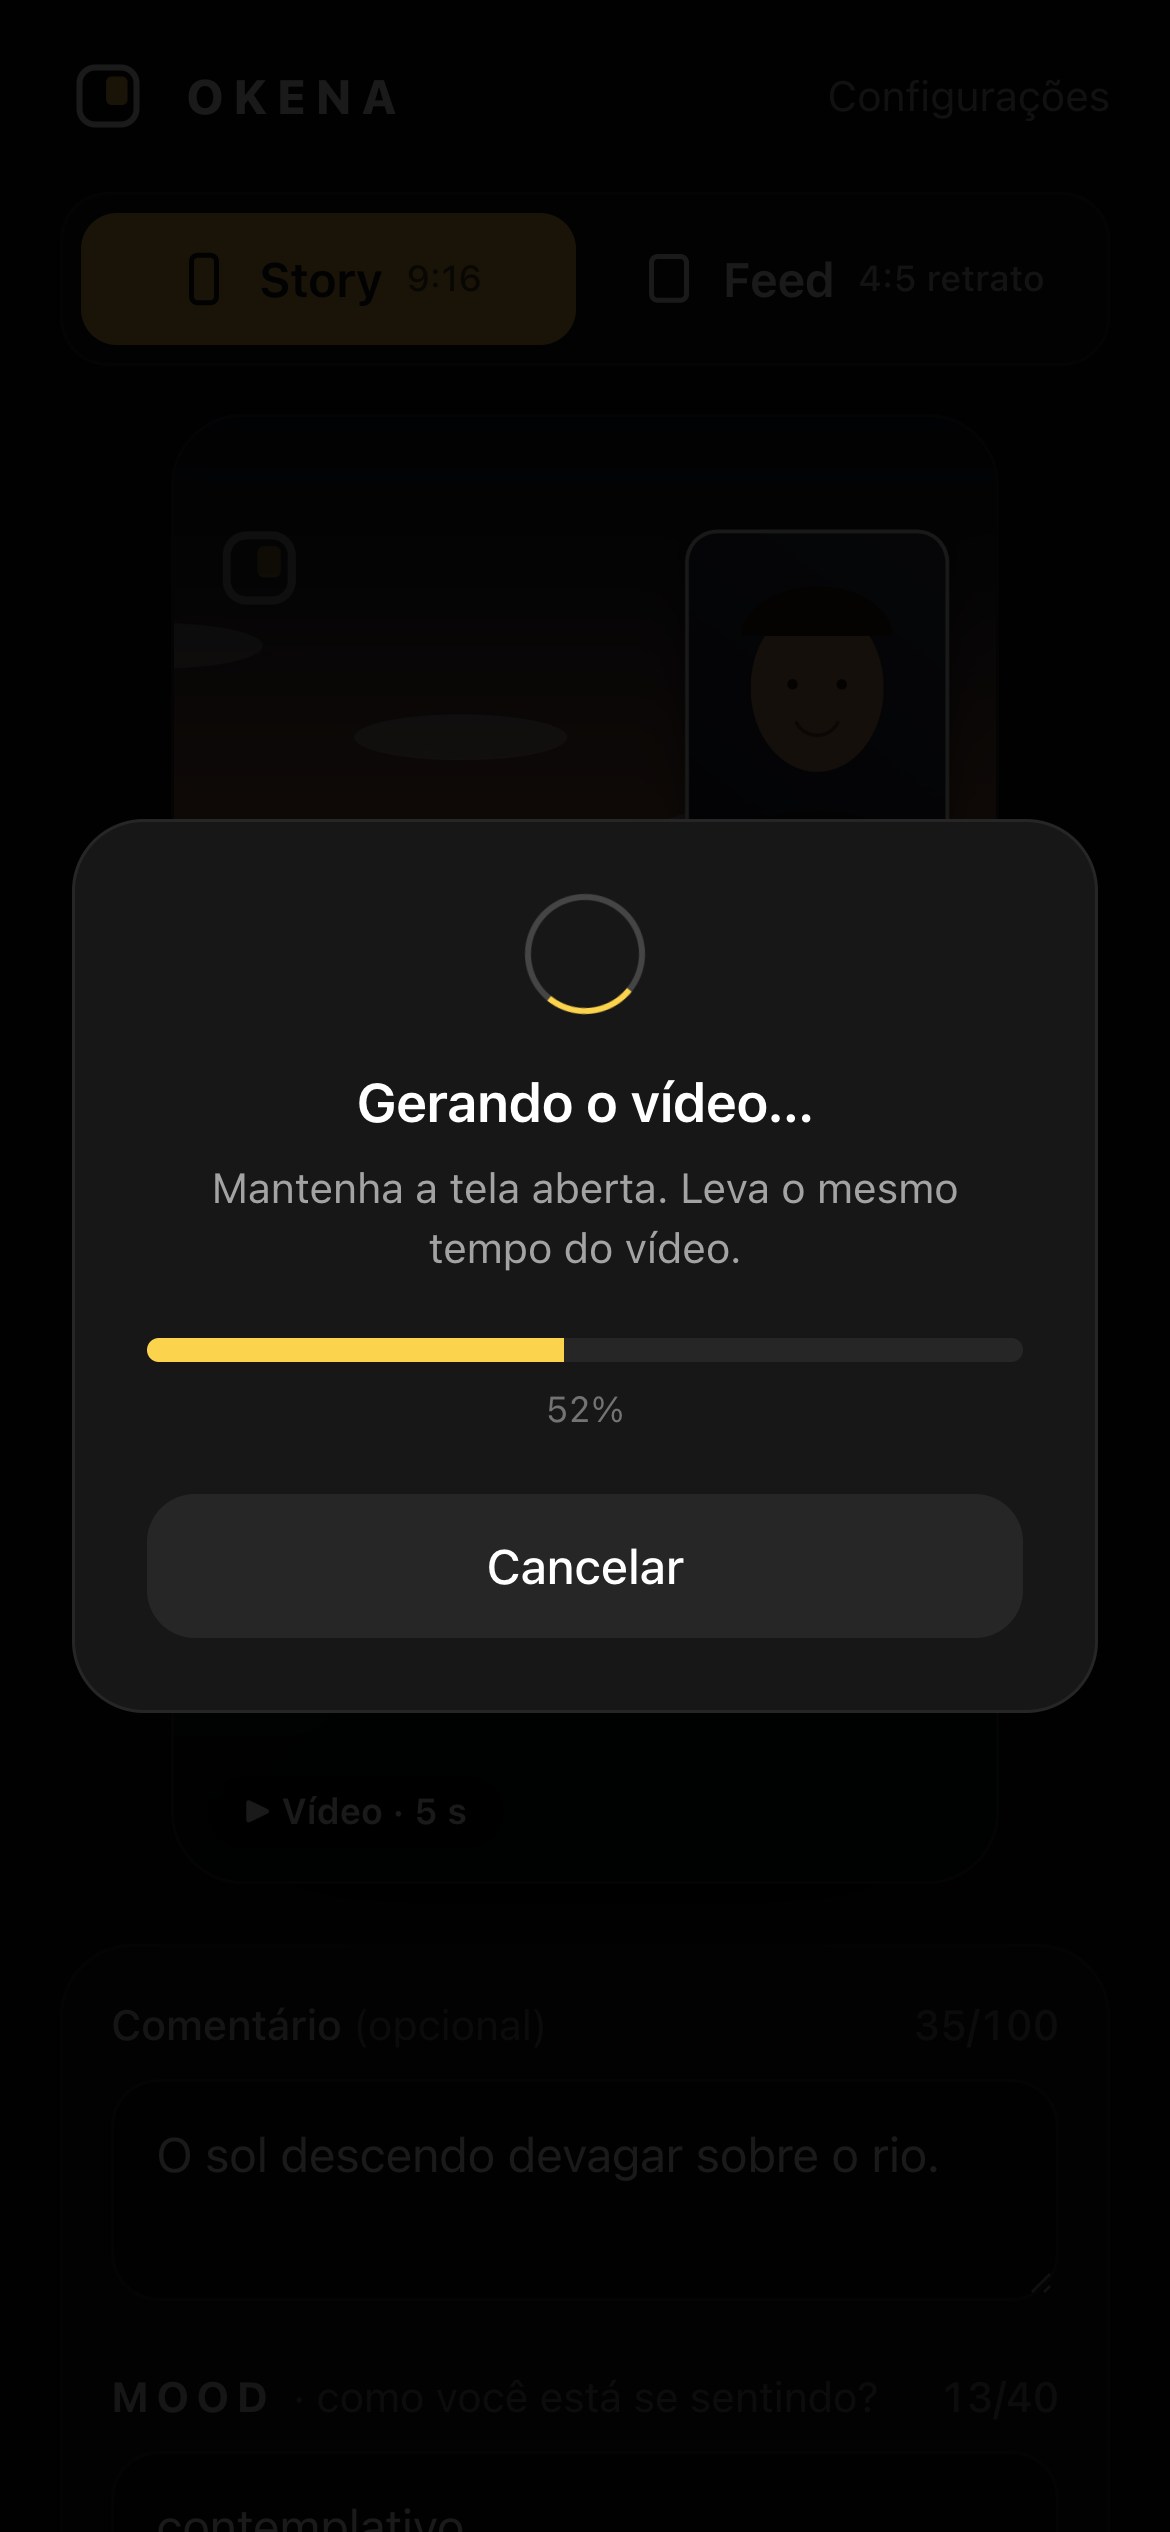 OKENA
Configurações
Story 9:16
Feed 4:5 retrato
Gerando o vídeo...
Mantenha a tela aberta. Leva o mesmo
tempo do vídeo.
52%
Cancelar
Vídeo · 5 s
Comentário (opcional) 35/100
O sol descendo devagar sobre o rio.
MOOD · como você está se sentindo? 13/40
contemplativo